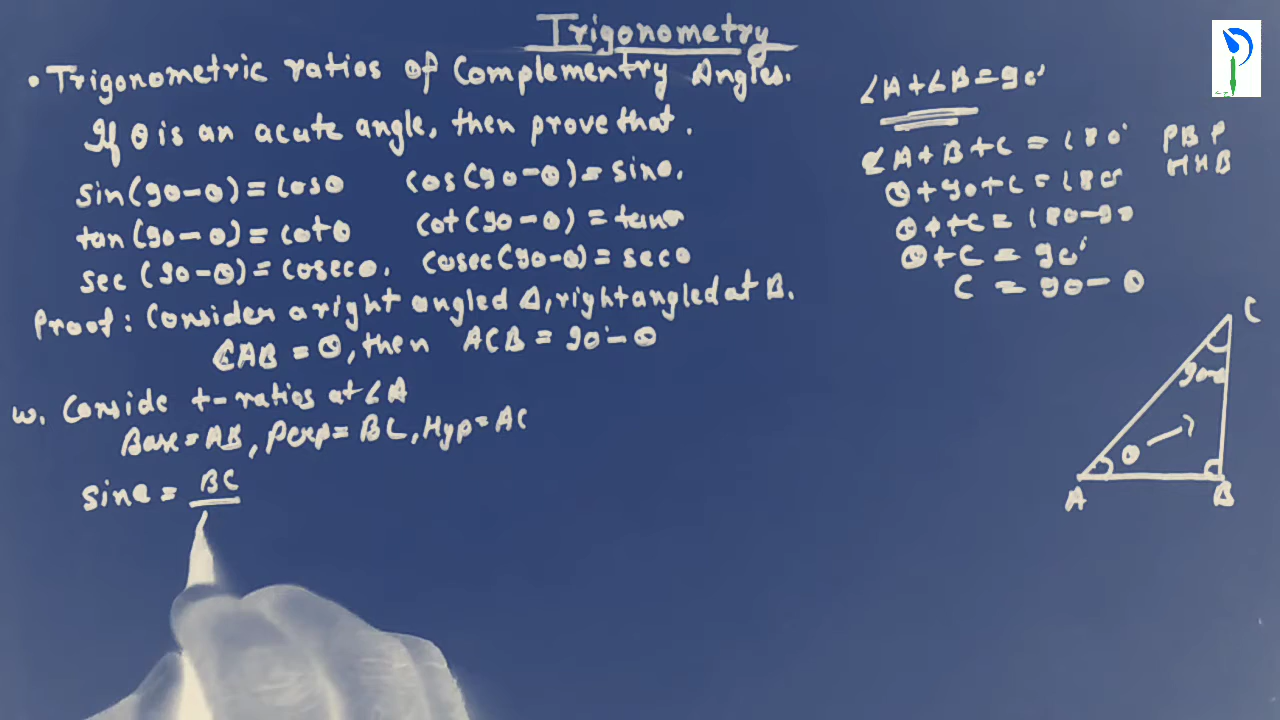 Trigonometry
• Trigonometric ratios of Complementry Angles.
If θ is an acute angle, then prove that.
sin(90-θ)=cosθ cos(90-θ)=sinθ.
tan(90-θ)=cotθ cot(90-θ)=tanθ
sec(90-θ)=cosecθ. cosec(90-θ)=secθ
Proof: Consider a right angled Δ, right angled at B.
CAB = θ, then ACB = 90°-θ
Conside t-ratios at ∠A
Base=AB, Perp=BC, Hyp=AC
sinθ = BC
∠A+∠B=90°
∠A+B+C=180° P B P
θ+90+C=180 H H B
θ+C=180-90
θ+C=90°
C = 90-θ
C
90-θ
θ
A B